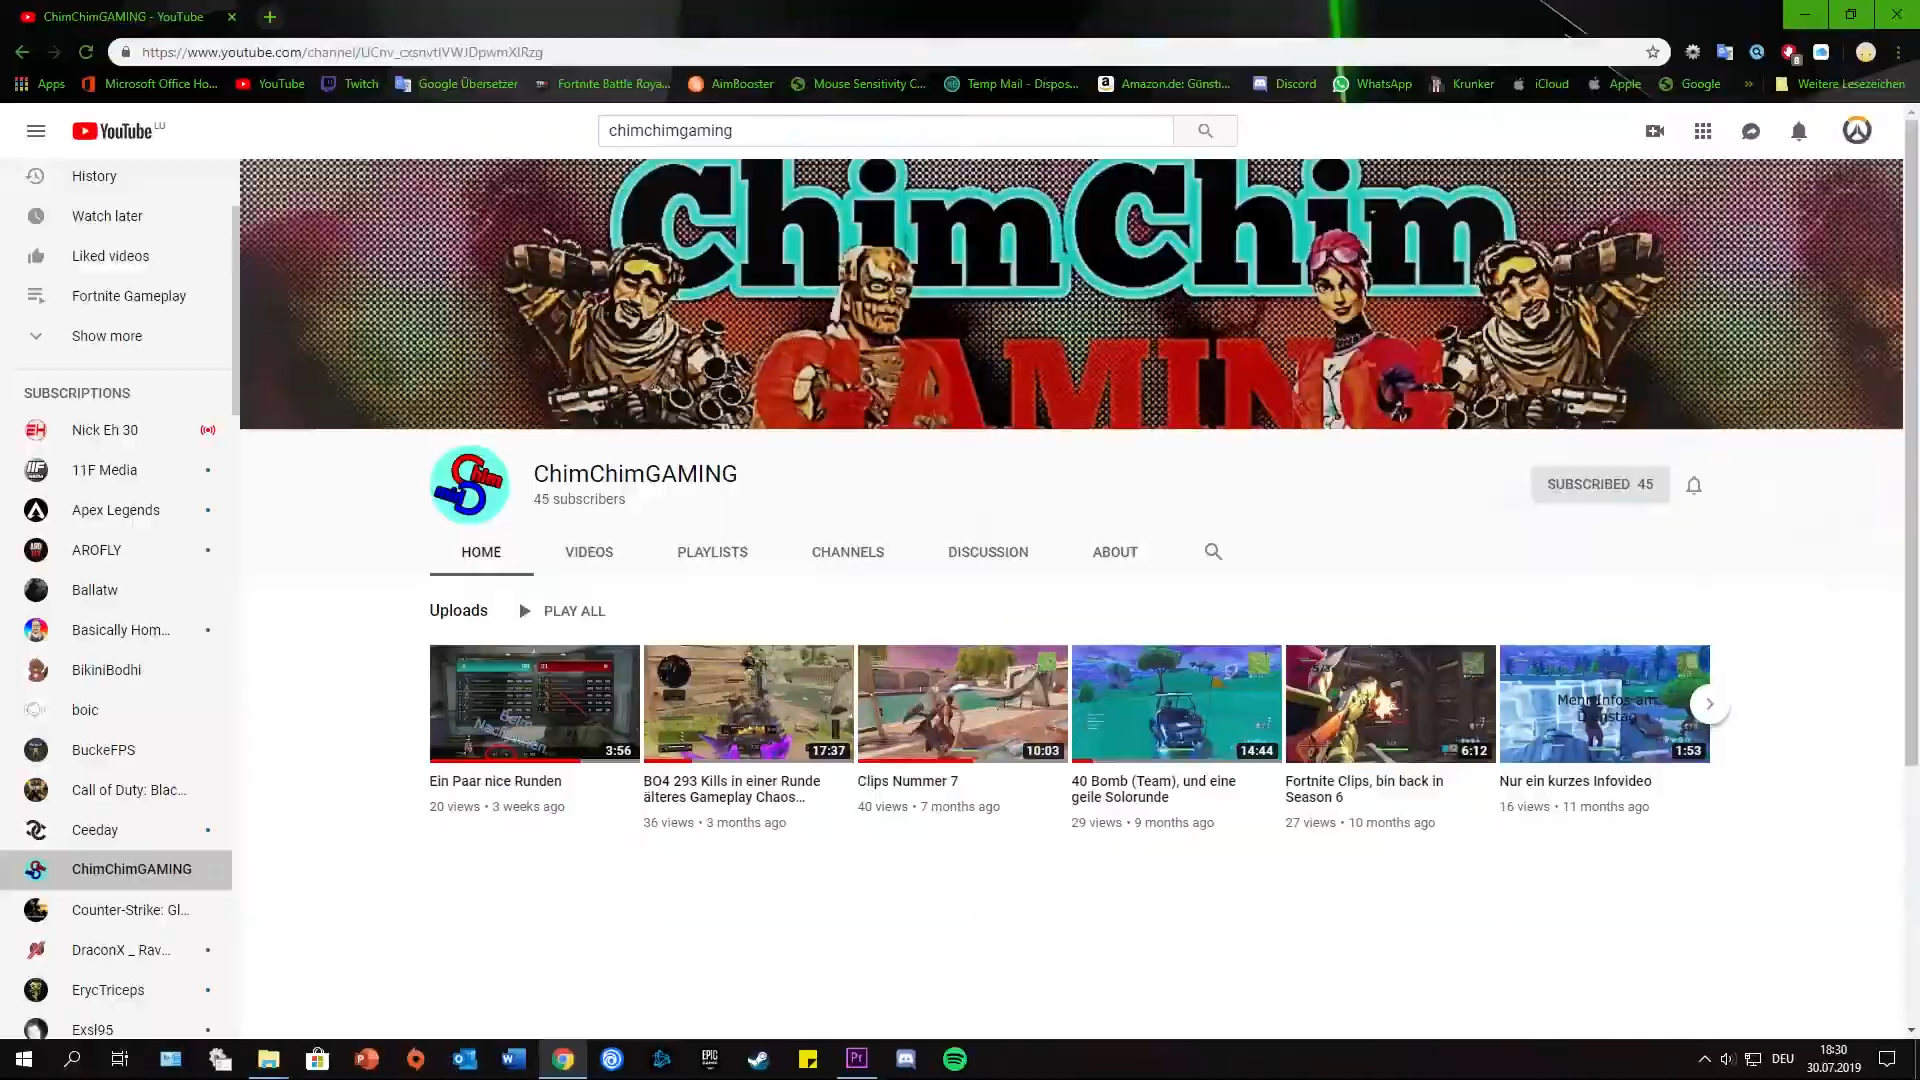 ChimChimGAMING - YouTube
https://www.youtube.com/channel/UCnv_cxsnvtIVWJDpwmXIRzg
8
Apps
Microsoft Office Ho...
YouTube
Twitch
Google Übersetzer
Fortnite Battle Roya...
AimBooster
Mouse Sensitivity C...
Temp Mail - Dispos...
Amazon.de: Günsti...
Discord
WhatsApp
Krunker
iCloud
Apple
Google
»
Weitere Lesezeichen
YouTube LU
chimchimgaming
History
Watch later
Liked videos
Fortnite Gameplay
Show more
SUBSCRIPTIONS
Nick Eh 30
11F Media
Apex Legends
AROFLY
Ballatw
Basically Hom...
BikiniBodhi
boic
BuckeFPS
Call of Duty: Blac...
Ceeday
ChimChimGAMING
Counter-Strike: Gl...
DraconX _ Rav...
ErycTriceps
Exsl95
ChimChim
GAMING
ChimChimGAMING
45 subscribers
SUBSCRIBED 45
HOME
VIDEOS
PLAYLISTS
CHANNELS
DISCUSSION
ABOUT
Uploads
PLAY ALL
3:56
Ein Paar nice Runden
20 views • 3 weeks ago
17:37
BO4 293 Kills in einer Runde
älteres Gameplay Chaos...
36 views • 3 months ago
10:03
Clips Nummer 7
40 views • 7 months ago
14:44
40 Bomb (Team), und eine
geile Solorunde
29 views • 9 months ago
6:12
Fortnite Clips, bin back in
Season 6
27 views • 10 months ago
Mehr Infos am
Dienstag
1:53
Nur ein kurzes Infovideo
16 views • 11 months ago
DEU
18:30
30.07.2019